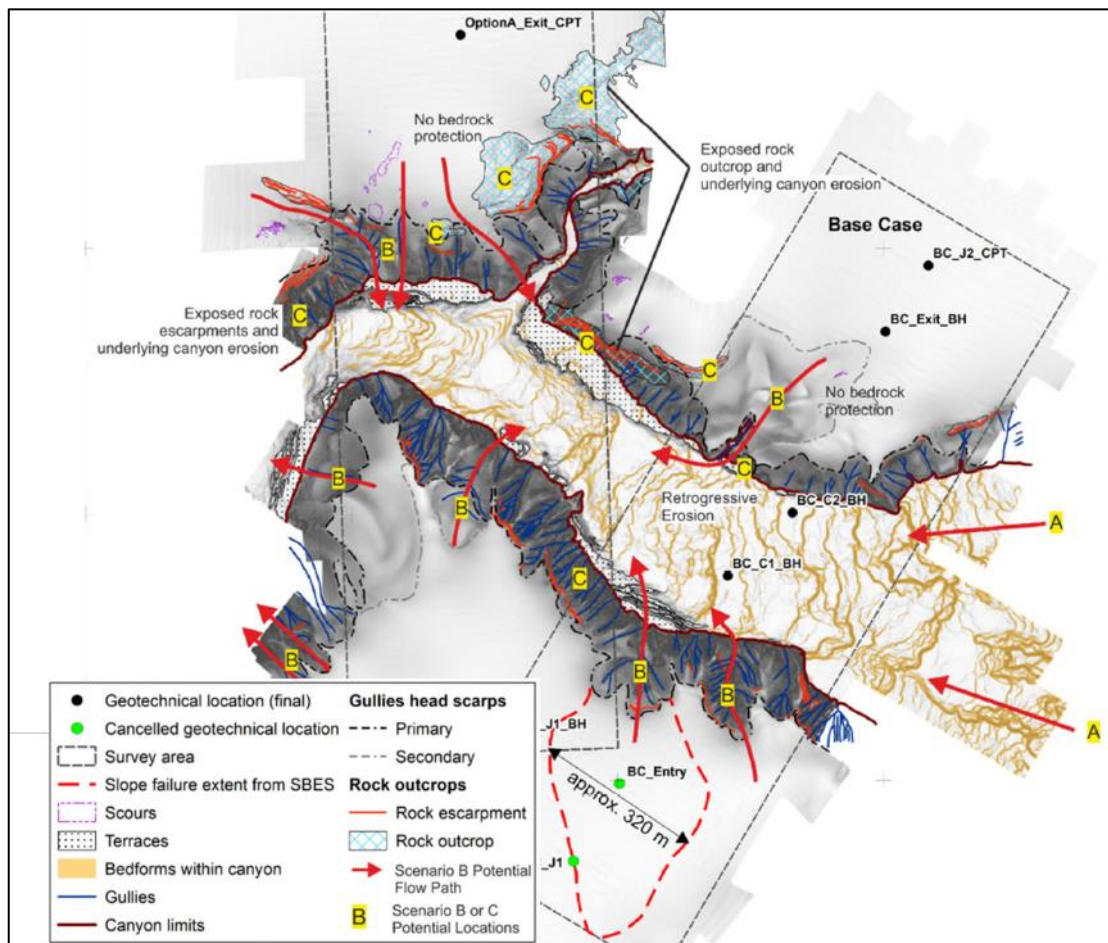 OptionA_Exit_CPT
C
No bedrock
protection
C
Exposed rock
outcrop and
underlying canyon erosion
Base Case
B
C
BC_J2_CPT
C
Exposed rock
escarpments and
underlying canyon erosion
BC_Exit_BH
C
C
B
No bedrock
protection
B
C
Retrogressive
Erosion
BC_C2_BH
B
A
C
BC_C1_BH
B
B
B
A
_J1_BH
BC_Entry
approx. 320 m
_J1
Geotechnical location (final)
Cancelled geotechnical location
Survey area
Slope failure extent from SBES
Scours
Terraces
Bedforms within canyon
Gullies
Canyon limits
Gullies head scarps
Primary
Secondary
Rock outcrops
Rock escarpment
Rock outcrop
Scenario B Potential
Flow Path
B
Scenario B or C
Potential Locations